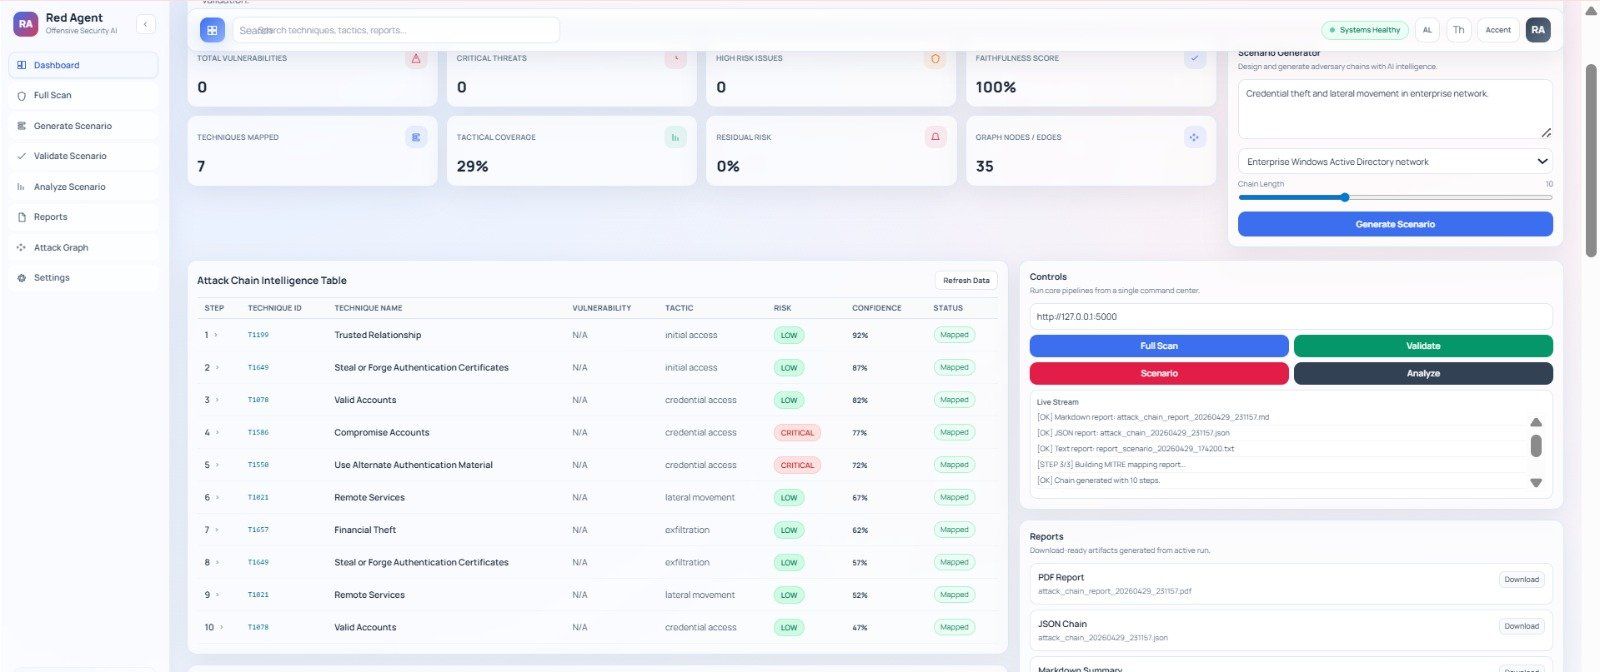 RA
Red Agent
Offensive Security AI
Dashboard
Full Scan
Generate Scenario
Validate Scenario
Analyze Scenario
Reports
Attack Graph
Settings
Search techniques, tactics, reports...
Systems Healthy
AL
Th
Accent
RA
TOTAL VULNERABILITIES
0
CRITICAL THREATS
0
HIGH RISK ISSUES
0
FAITHFULNESS SCORE
100%
TECHNIQUES MAPPED
7
TACTICAL COVERAGE
29%
RESIDUAL RISK
0%
GRAPH NODES / EDGES
35
Scenario Generator
Design and generate adversary chains with AI intelligence.
Credential theft and lateral movement in enterprise network.
Enterprise Windows Active Directory network
Chain Length 10
Generate Scenario
Attack Chain Intelligence Table
Refresh Data
STEP TECHNIQUE ID TECHNIQUE NAME VULNERABILITY TACTIC RISK CONFIDENCE STATUS
1 T1199 Trusted Relationship N/A initial access LOW 92% Mapped
2 T1649 Steal or Forge Authentication Certificates N/A initial access LOW 87% Mapped
3 T1078 Valid Accounts N/A credential access LOW 82% Mapped
4 T1586 Compromise Accounts N/A credential access CRITICAL 77% Mapped
5 T1550 Use Alternate Authentication Material N/A credential access CRITICAL 72% Mapped
6 T1021 Remote Services N/A lateral movement LOW 67% Mapped
7 T1657 Financial Theft N/A exfiltration LOW 62% Mapped
8 T1649 Steal or Forge Authentication Certificates N/A exfiltration LOW 57% Mapped
9 T1021 Remote Services N/A lateral movement LOW 52% Mapped
10 T1078 Valid Accounts N/A credential access LOW 47% Mapped
Controls
Run core pipelines from a single command center.
http://127.0.0.1:5000
Full Scan
Validate
Scenario
Analyze
Live Stream
[OK] Markdown report: attack_chain_report_20260429_231157.md
[OK] JSON report: attack_chain_20260429_231157.json
[OK] Text report: report_scenario_20260429_174200.txt
[STEP 3/3] Building MITRE mapping report...
[OK] Chain generated with 10 steps.
Reports
Download-ready artifacts generated from active run.
PDF Report
attack_chain_report_20260429_231157.pdf
Download
JSON Chain
attack_chain_20260429_231157.json
Download
Markdown Summary
Download